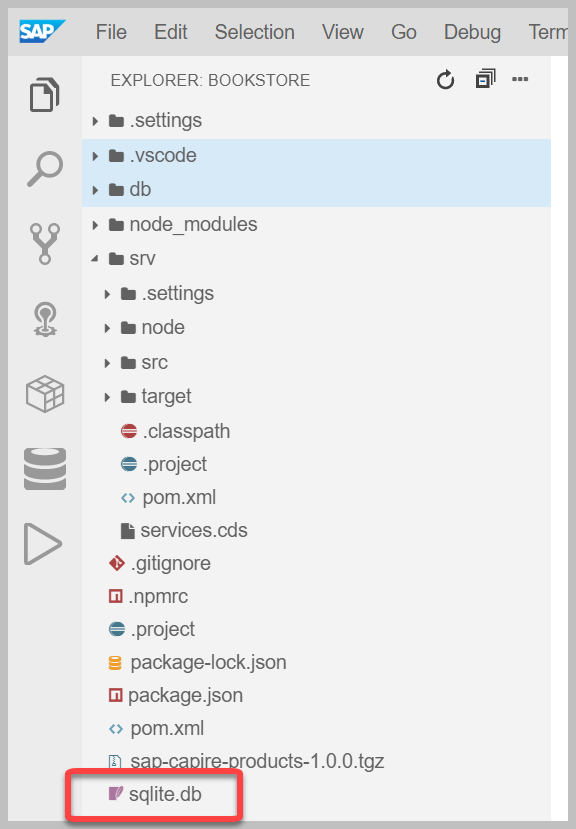 SAP File Edit Selection View Go Debug Term
EXPLORER: BOOKSTORE
.settings
.vscode
db
node_modules
srv
.settings
node
src
target
.classpath
.project
pom.xml
services.cds
.gitignore
.npmrc
.project
package-lock.json
package.json
pom.xml
sap-capire-products-1.0.0.tgz
sqlite.db